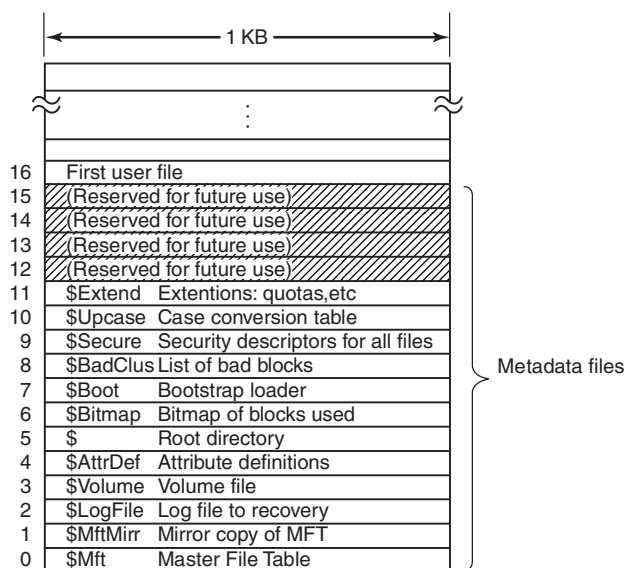 1 KB
16 First user file
15 (Reserved for future use)
14 (Reserved for future use)
13 (Reserved for future use)
12 (Reserved for future use)
11 $Extend Extentions: quotas,etc
10 $Upcase Case conversion table
9 $Secure Security descriptors for all files
8 $BadClus List of bad blocks
7 $Boot Bootstrap loader
6 $Bitmap Bitmap of blocks used
5 $ Root directory
4 $AttrDef Attribute definitions
3 $Volume Volume file
2 $LogFile Log file to recovery
1 $MftMirr Mirror copy of MFT
0 $Mft Master File Table
Metadata files